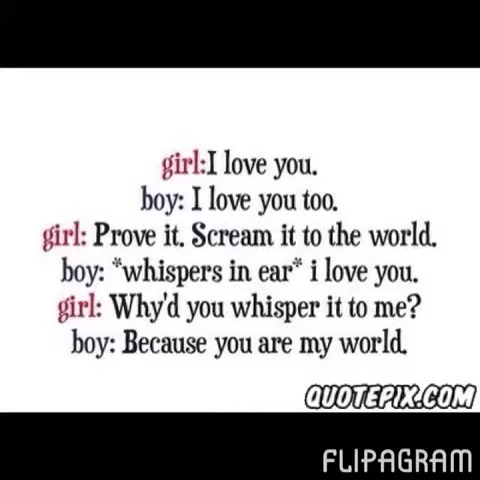 girl:I love you.
boy: I love you too.
girl: Prove it. Scream it to the world.
boy: *whispers in ear* i love you.
girl: Why'd you whisper it to me?
boy: Because you are my world.
QUOTEPIX.COM
FLIPAGRAM